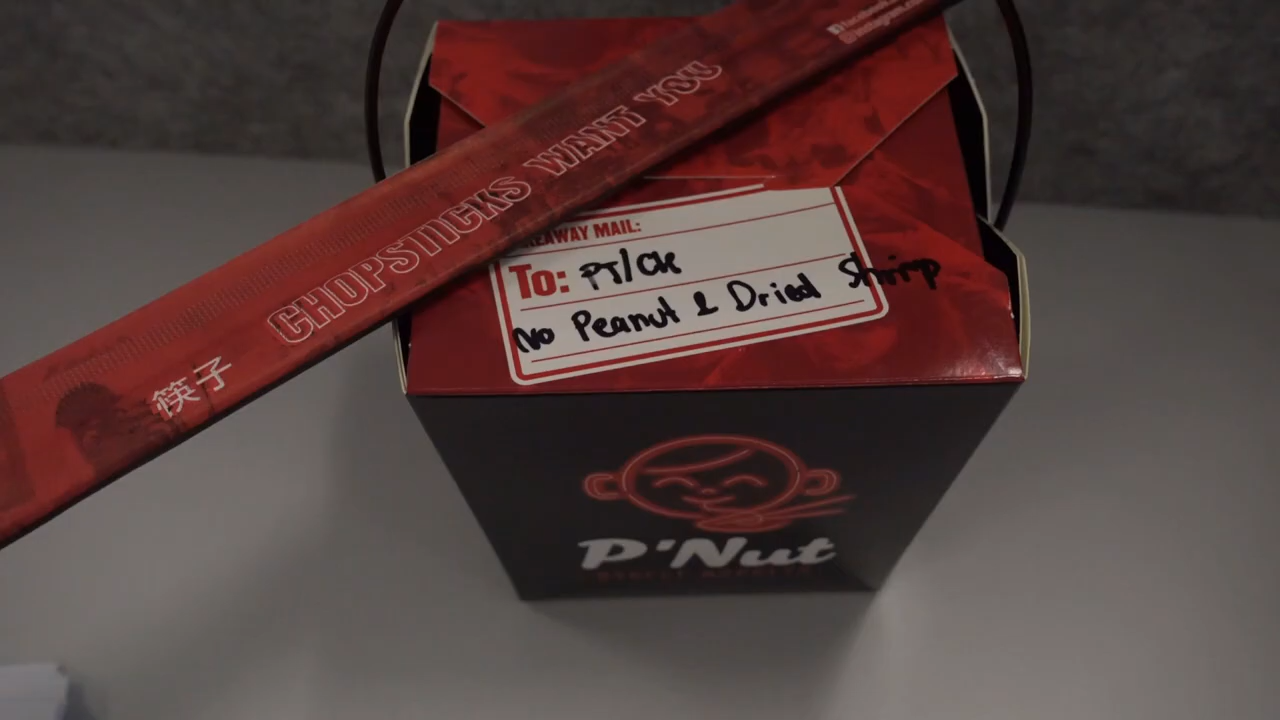 CHOPSTICKS WANT YOU
筷子
AWAY MAIL:
To: PT/CK
No Peanut & Dried Shrimp
P'Nut